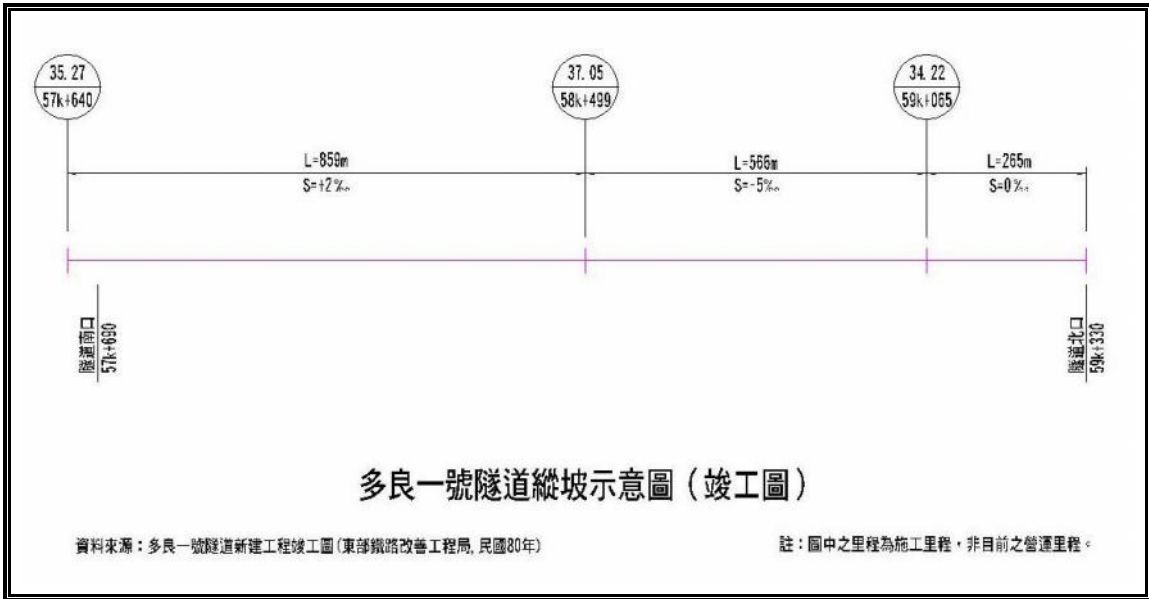 35.27
57k+640
37.05
58k+499
34.22
59k+065
L=859m
S=+2‰
L=566m
S=-5‰
L=265m
S=0‰
隧道南口
57k+690
隧道北口
59k+330
多良一號隧道縱坡示意圖(竣工圖)
資料來源:多良一號隧道新建工程竣工圖(東部鐵路改善工程局, 民國80年)
註:圖中之里程為施工里程,非目前之營運里程。